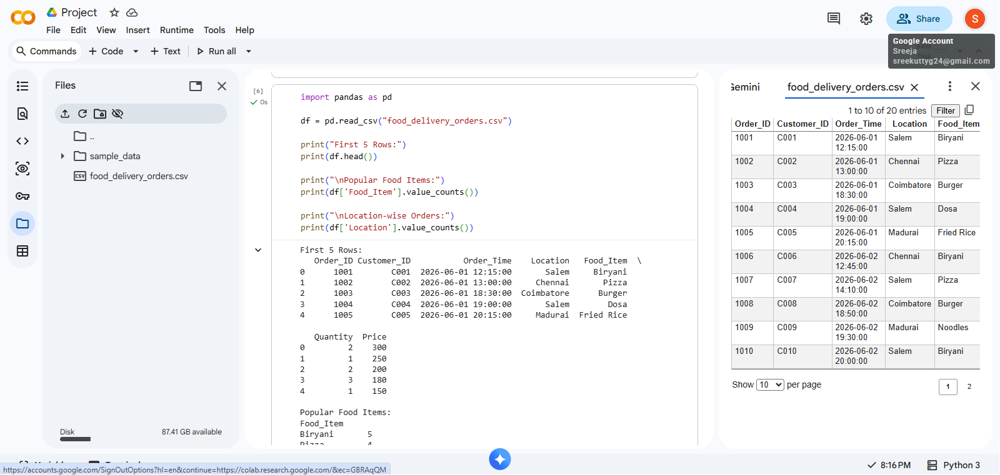 Project
File Edit View Insert Runtime Tools Help
Share
Google Account
Sreeja
sreekuttyg24@gmail.com
Commands + Code + Text Run all
Files
..
sample_data
food_delivery_orders.csv
Disk 87.41 GB available
[6]
0s
import pandas as pd
df = pd.read_csv("food_delivery_orders.csv")
print("First 5 Rows:")
print(df.head())
print("\nPopular Food Items:")
print(df['Food_Item'].value_counts())
print("\nLocation-wise Orders:")
print(df['Location'].value_counts())
First 5 Rows:
Order_ID Customer_ID Order_Time Location Food_Item \
0 1001 C001 2026-06-01 12:15:00 Salem Biryani
1 1002 C002 2026-06-01 13:00:00 Chennai Pizza
2 1003 C003 2026-06-01 18:30:00 Coimbatore Burger
3 1004 C004 2026-06-01 19:00:00 Salem Dosa
4 1005 C005 2026-06-01 20:15:00 Madurai Fried Rice
Quantity Price
0 2 300
1 1 250
2 2 200
3 3 180
4 1 150
Popular Food Items:
Food_Item
Biryani 5
Pizza 4
Gemini food_delivery_orders.csv
1 to 10 of 20 entries Filter
Order_ID Customer_ID Order_Time Location Food_Item
1001 C001 2026-06-01 12:15:00 Salem Biryani
1002 C002 2026-06-01 13:00:00 Chennai Pizza
1003 C003 2026-06-01 18:30:00 Coimbatore Burger
1004 C004 2026-06-01 19:00:00 Salem Dosa
1005 C005 2026-06-01 20:15:00 Madurai Fried Rice
1006 C006 2026-06-02 12:45:00 Chennai Biryani
1007 C007 2026-06-02 14:10:00 Salem Pizza
1008 C008 2026-06-02 18:50:00 Coimbatore Burger
1009 C009 2026-06-02 19:30:00 Madurai Noodles
1010 C010 2026-06-02 20:00:00 Salem Biryani
Show 10 per page 1 2
https://accounts.google.com/SignOutOptions?hl=en&continue=https://colab.research.google.com/&ec=GBRAqQM
8:16 PM Python 3